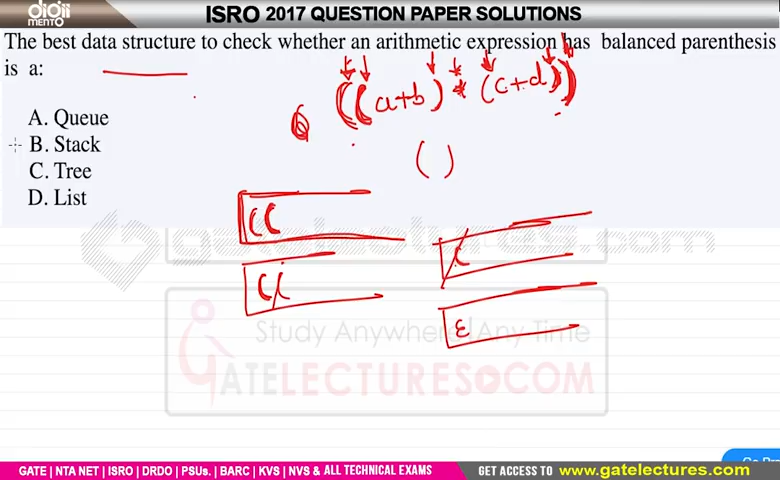 digii
MENTO
ISRO 2017 QUESTION PAPER SOLUTIONS
The best data structure to check whether an arithmetic expression has balanced parenthesis
is a:
((a+b) * (c+d))
A. Queue
B. Stack
C. Tree
D. List
( )
((
((
(
ε
gatelectures.com
Study Anywhere Any Time
GATELECTURES.COM
GATE | NTA NET | ISRO | DRDO | PSUs. | BARC | KVS | NVS & ALL TECHNICAL EXAMS GET ACCESS TO www.gatelectures.com